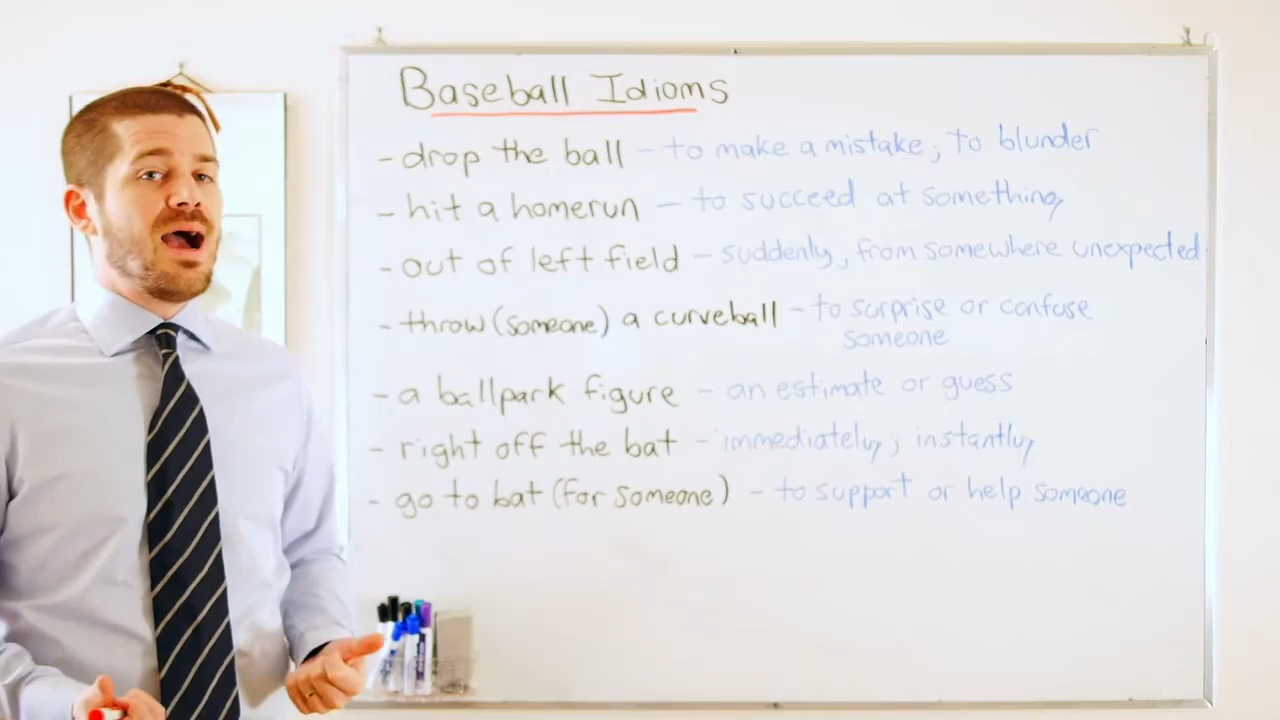 Baseball Idioms
- drop the ball - to make a mistake, to blunder
- hit a homerun - to succeed at something
- out of left field - suddenly, from somewhere unexpected
- throw (someone) a curveball - to surprise or confuse
someone
- a ballpark figure - an estimate or guess
- right off the bat - immediately, instantly
- go to bat (for someone) - to support or help someone